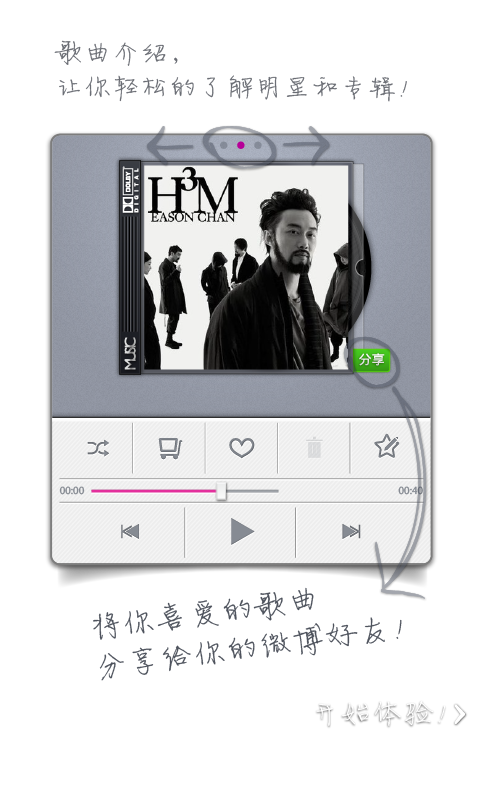 歌曲介绍,
让你轻松的了解明星和专辑!
DOLBY
DIGITAL
H3M
EASON CHAN
MUSIC
分享
00:00
00:40
将你喜爱的歌曲
分享给你的微博好友!
开始体验!